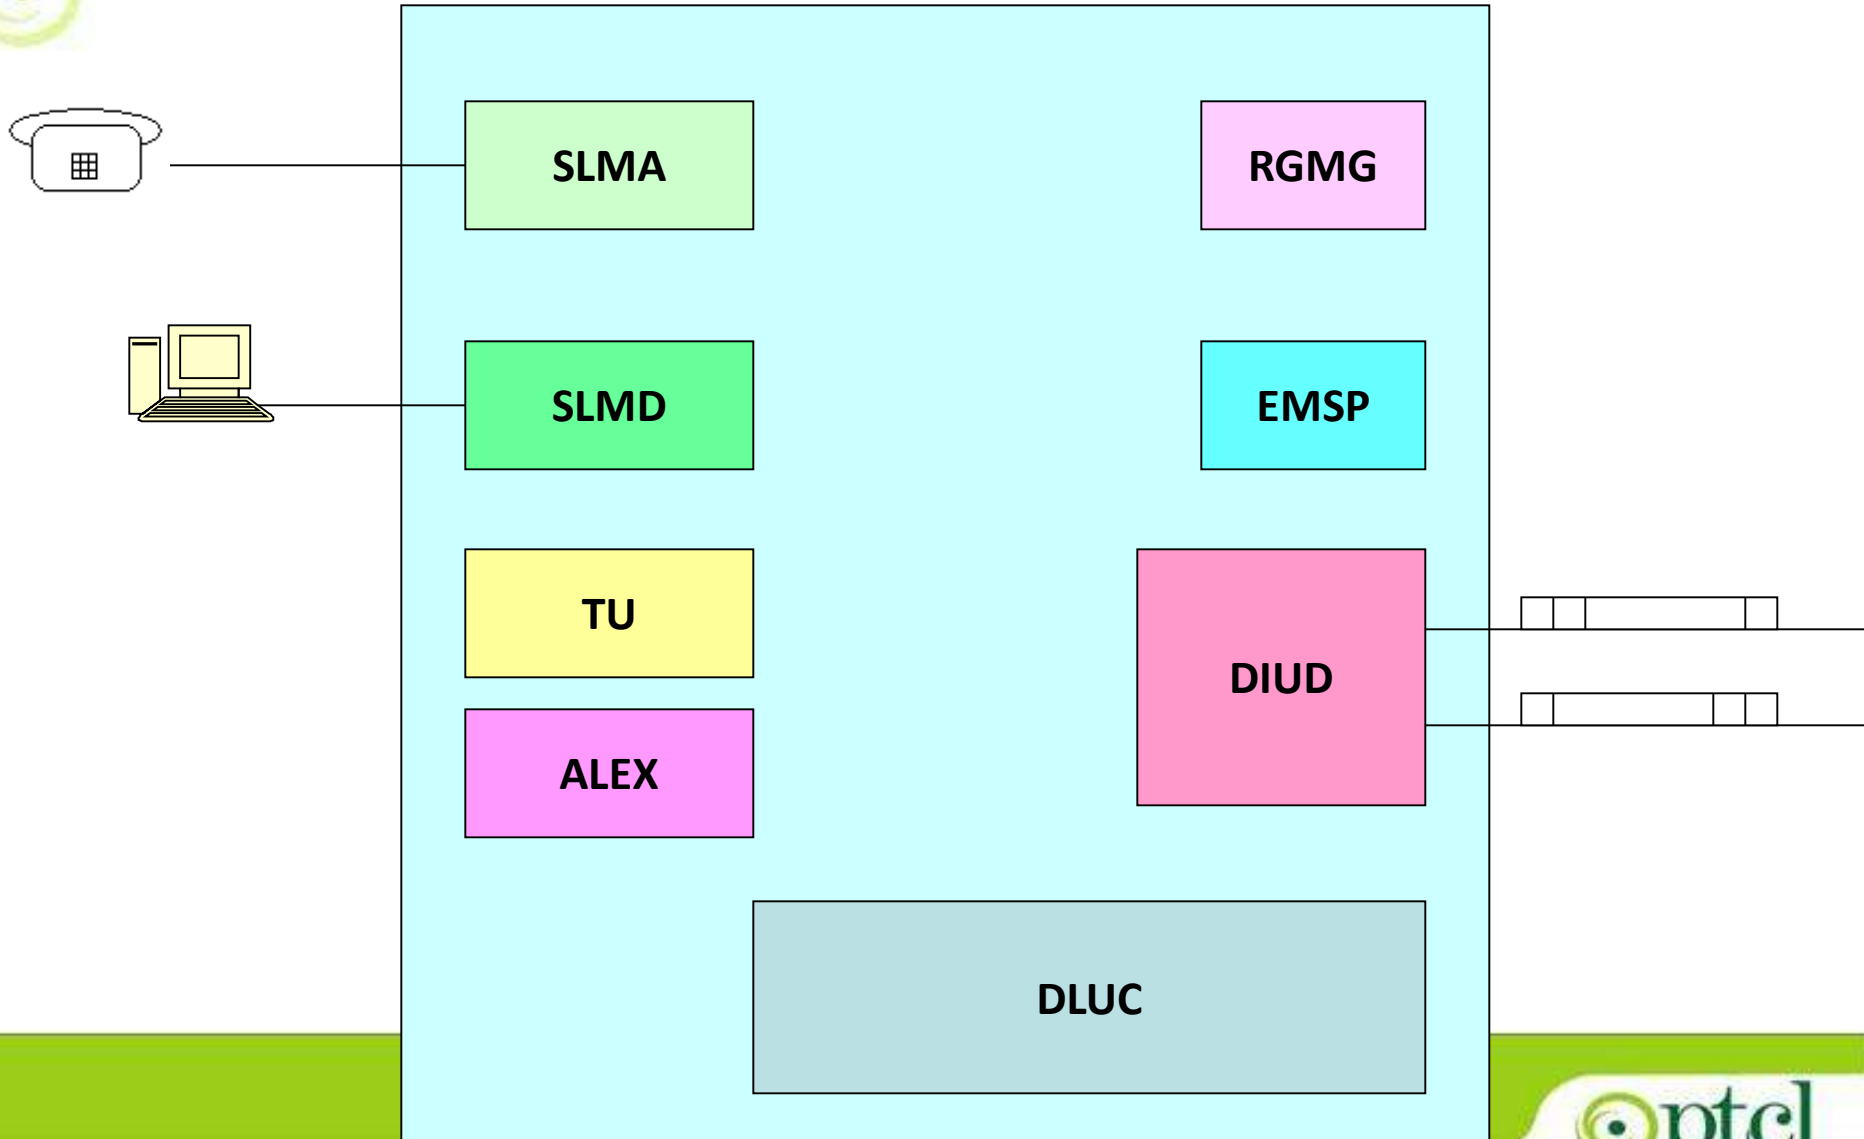 SLMA
RGMG
SLMD
EMSP
TU
DIUD
ALEX
DLUC
ptcl